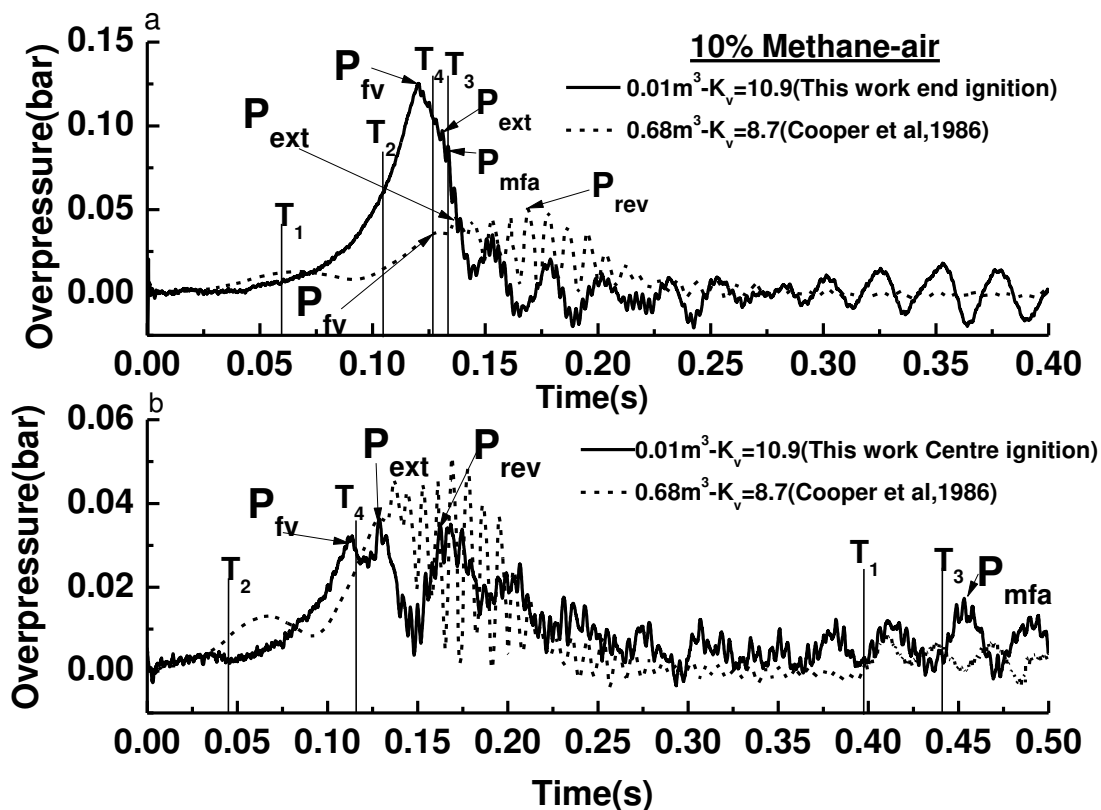 a
10% Methane-air
0.01m³-Kᵥ=10.9(This work end ignition)
0.68m³-Kᵥ=8.7(Cooper et al,1986)
Overpressure(bar)
0.15
0.10
0.05
0.00
P_fv
T_4
T_3
P_ext
P_ext
T_2
P_mfa
P_rev
T_1
P_fv
0.00 0.05 0.10 0.15 0.20 0.25 0.30 0.35 0.40
Time(s)
b
0.01m³-Kᵥ=10.9(This work Centre ignition)
0.68m³-Kᵥ=8.7(Cooper et al,1986)
Overpressure(bar)
0.06
0.04
0.02
0.00
P_ext
P_rev
P_fv
T_4
T_2
T_1
T_3
P_mfa
0.00 0.05 0.10 0.15 0.20 0.25 0.30 0.35 0.40 0.45 0.50
Time(s)